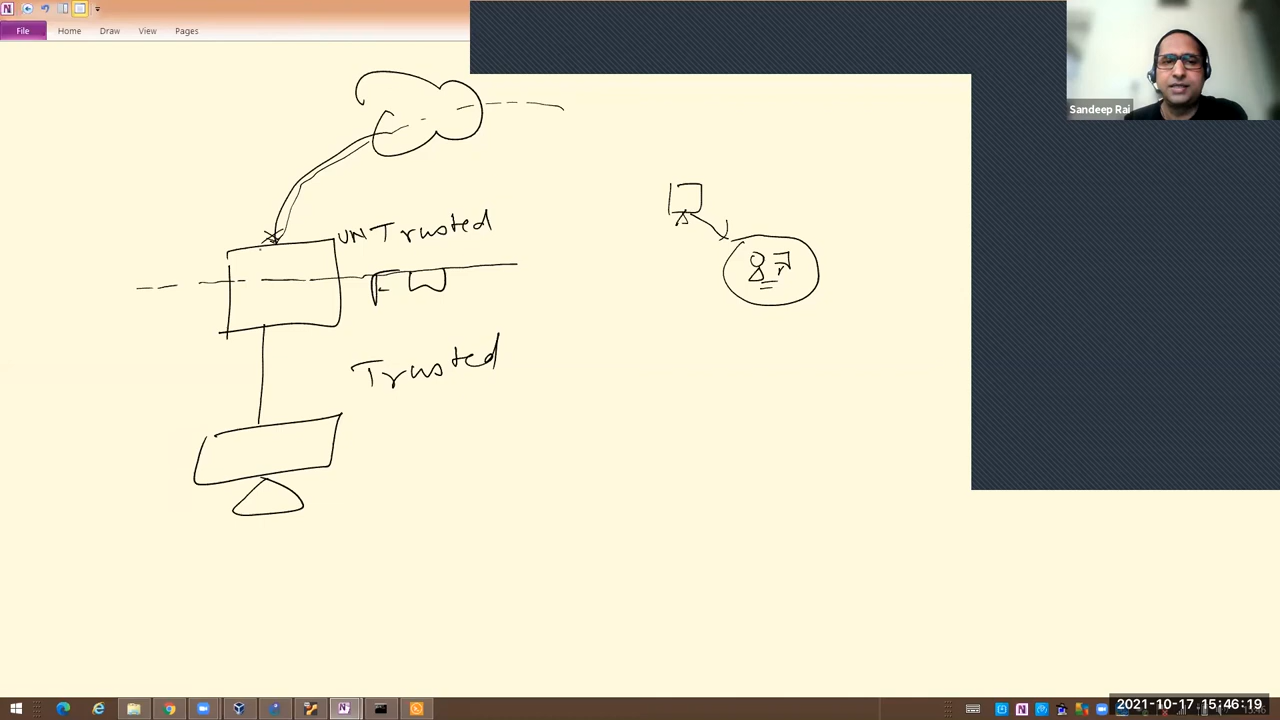 File Home Draw View Pages
Sandeep Rai
UNTrusted
FW
Trusted
2021-10-17 15:46:19